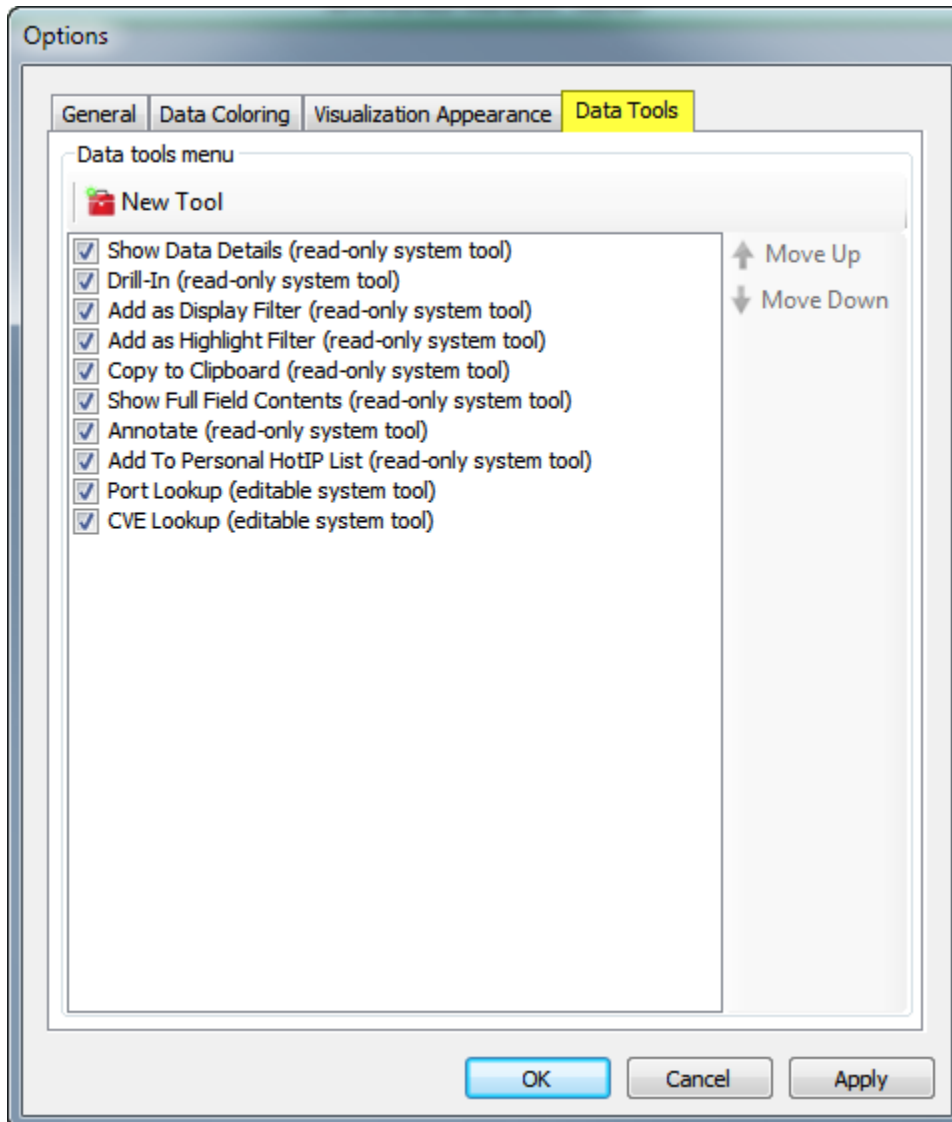 Options
General
Data Coloring
Visualization Appearance
Data Tools
Data tools menu
New Tool
Show Data Details (read-only system tool)
Drill-In (read-only system tool)
Add as Display Filter (read-only system tool)
Add as Highlight Filter (read-only system tool)
Copy to Clipboard (read-only system tool)
Show Full Field Contents (read-only system tool)
Annotate (read-only system tool)
Add To Personal HotIP List (read-only system tool)
Port Lookup (editable system tool)
CVE Lookup (editable system tool)
Move Up
Move Down
OK
Cancel
Apply